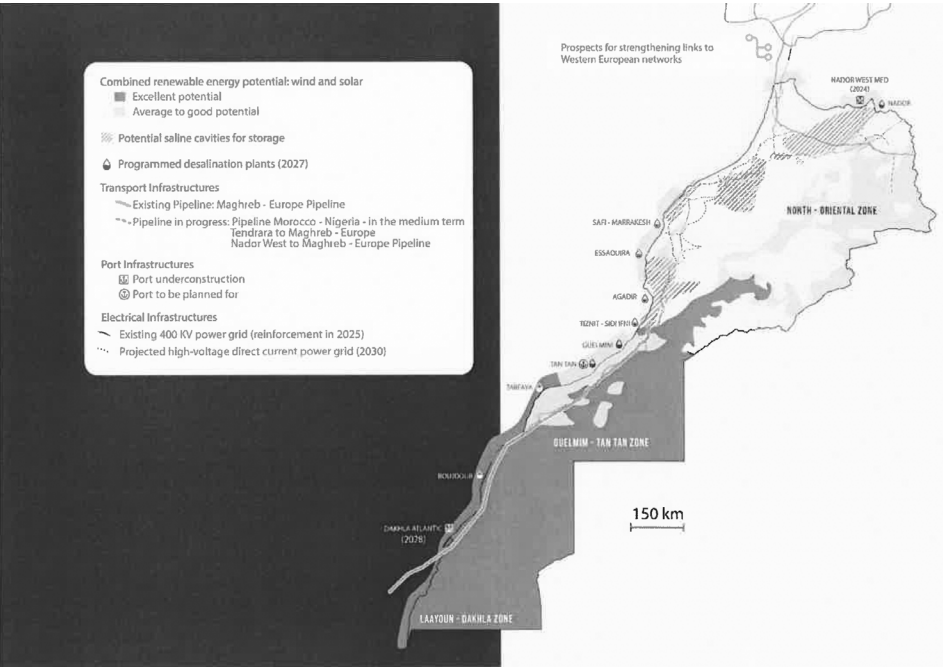 Prospects for strengthening links to
Western European networks
NADOR WEST MED
(2024)
NADOR
Combined renewable energy potential: wind and solar
Excellent potential
Average to good potential
Potential saline cavities for storage
Programmed desalination plants (2027)
Transport Infrastructures
Existing Pipeline: Maghreb - Europe Pipeline
Pipeline in progress: Pipeline Morocco - Nigeria - in the medium term
Tendrara to Maghreb - Europe
Nador West to Maghreb - Europe Pipeline
Port Infrastructures
Port underconstruction
Port to be planned for
Electrical Infrastructures
Existing 400 KV power grid (reinforcement in 2025)
Projected high-voltage direct current power grid (2030)
NORTH - ORIENTAL ZONE
SAFI - MARRAKESH
ESSAOUIRA
AGADIR
TIZNIT - SIDI IFNI
GUELMIM
TAN TAN
TARFAYA
GUELMIM - TAN TAN ZONE
BOUJDOUR
150 km
DAKHLA ATLANTIC
(2028)
LAAYOUN - DAKHLA ZONE